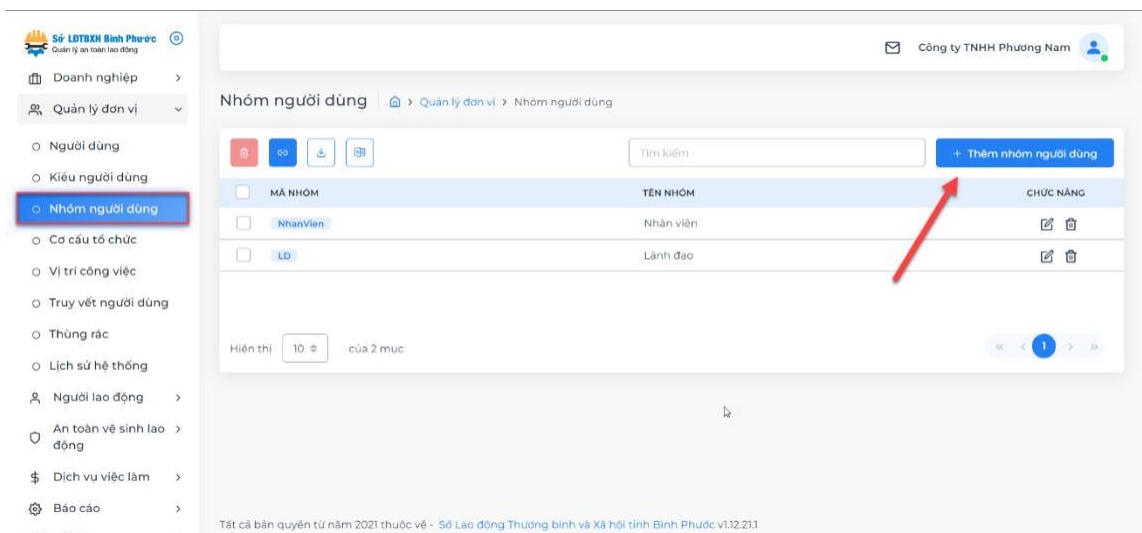 Sở LĐTBXH Bình Phước
Quản lý an toàn lao động
Công ty TNHH Phương Nam
Doanh nghiệp
Quản lý đơn vị
Người dùng
Kiểu người dùng
Nhóm người dùng
Cơ cấu tổ chức
Vị trí công việc
Truy vết người dùng
Thùng rác
Lịch sử hệ thống
Người lao động
An toàn vệ sinh lao
động
Dịch vụ việc làm
Báo cáo
Nhóm người dùng
Quản lý đơn vị > Nhóm người dùng
Tìm kiếm
+ Thêm nhóm người dùng
MÃ NHÓM TÊN NHÓM CHỨC NĂNG
NhanVien Nhân viên
LD Lãnh đạo
Hiển thị 10 của 2 mục
« < 1 > »
Tất cả bản quyền từ năm 2021 thuộc về - Sở Lao động Thương binh và Xã hội tỉnh Bình Phước v1.12.21.1